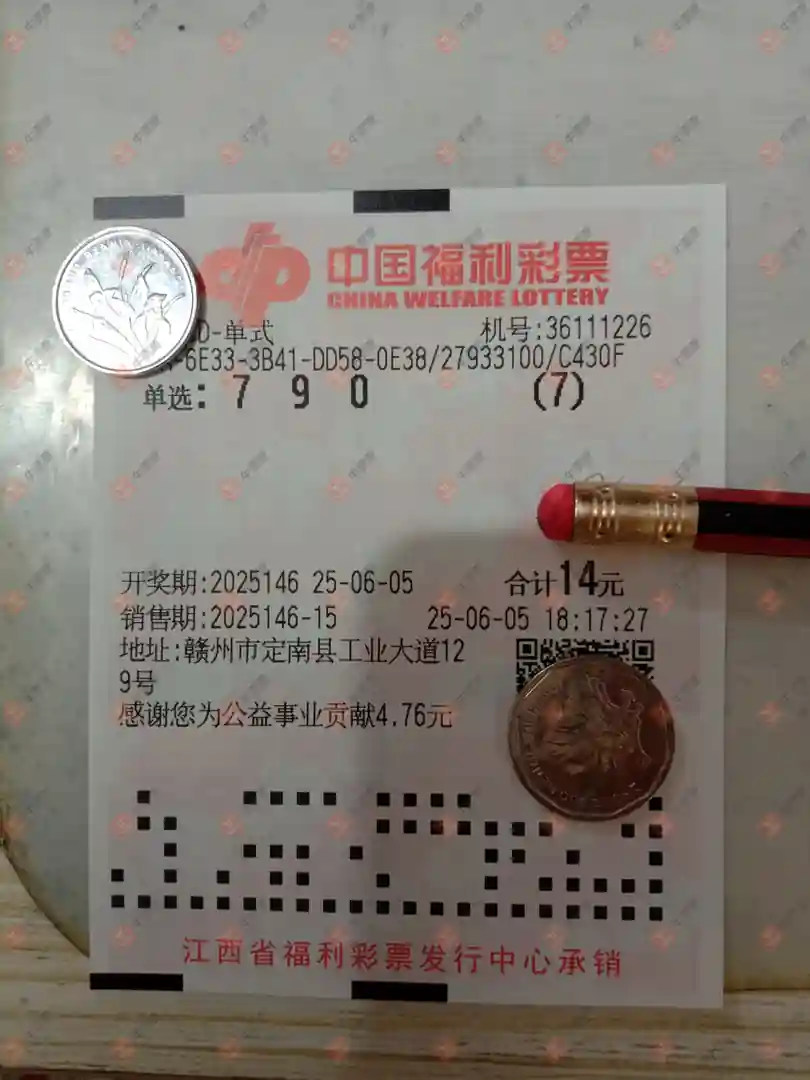 中国福利彩票
CHINA WELFARE LOTTERY
D-单式 机号:36111226
-6E33-3B41-DD58-0E38/27933100/C430F
单选: 7 9 0 (7)
开奖期:2025146 25-06-05 合计14元
销售期:2025146-15 25-06-05 18:17:27
地址:赣州市定南县工业大道12
9号
感谢您为公益事业贡献4.76元
江西省福利彩票发行中心承销